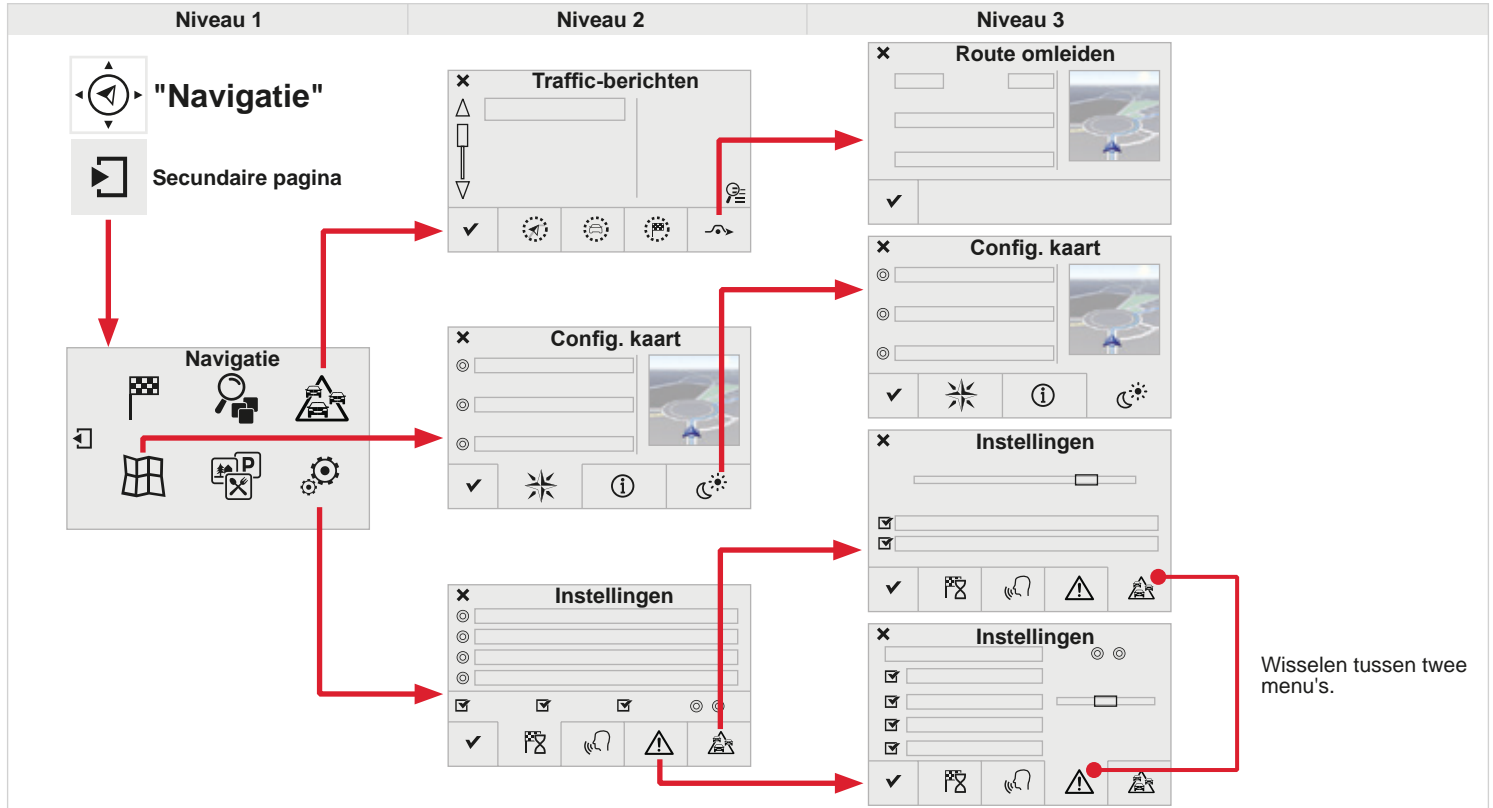 Niveau 1
Niveau 2
Niveau 3
"Navigatie"
Secundaire pagina
Navigatie
P
Traffic-berichten
Config. kaart
Instellingen
Route omleiden
Config. kaart
Instellingen
Instellingen
Wisselen tussen twee
menu's.